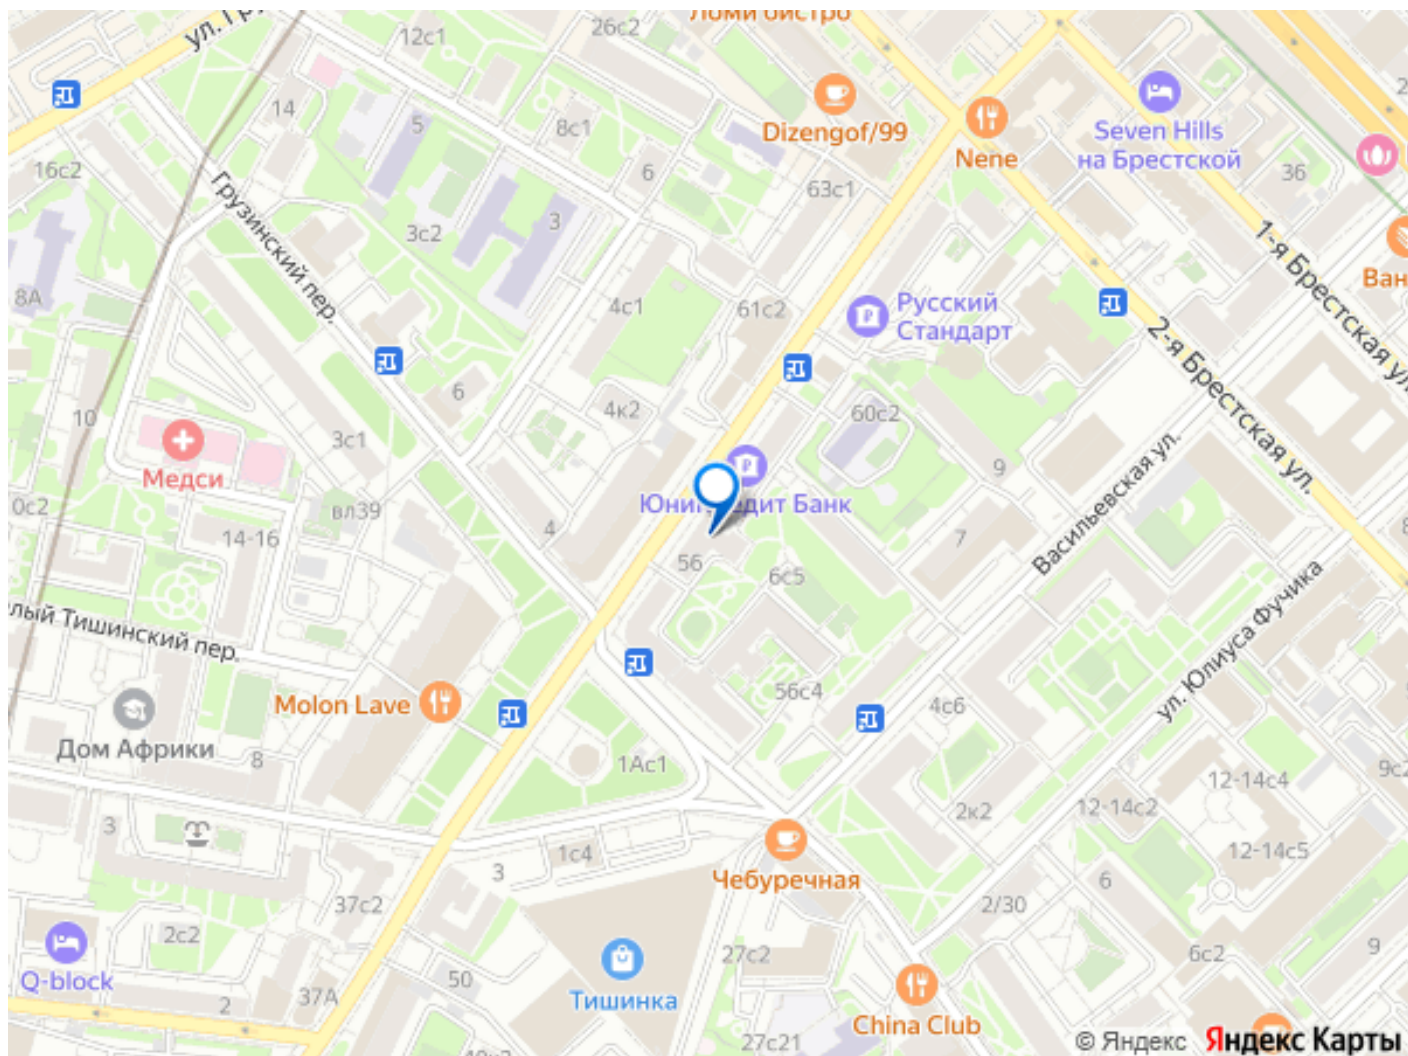 Ломи бистро
ул. Гру
12с1
26с2
14
5
8с1
6
16с2
Dizengof/99
Nene
Seven Hills
на Брестской
36
63с1
Грузинский пер.
3с2
3
8А
4с1
61с2
Русский
Стандарт
1-я Брестская ул.
Ван
2-я Брестская ул.
6
4к2
60с2
10
3с1
Медси
9
Юникредит Банк
0с2
вл39
14-16
4
56
6с5
7
Васильевская ул.
лый Тишинский пер.
ул. Юлиуса Фучика
Molon Lave
56с4
4с6
Дом Африки
8
1Ас1
12-14с4
9с2
2к2
12-14с2
3
1с4
3
Чебуречная
12-14с5
6
37с2
2/30
2с2
27с2
6с2
9
Q-block
50
Тишинка
2
37А
China Club
27с21
© Яндекс Яндекс Карты